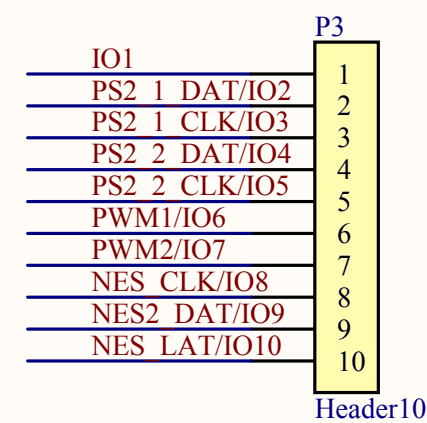 P3
IO1 1
PS2_1_DAT/IO2 2
PS2_1_CLK/IO3 3
PS2_2_DAT/IO4 4
PS2_2_CLK/IO5 5
PWM1/IO6 6
PWM2/IO7 7
NES_CLK/IO8 8
NES2_DAT/IO9 9
NES_LAT/IO10 10
Header10